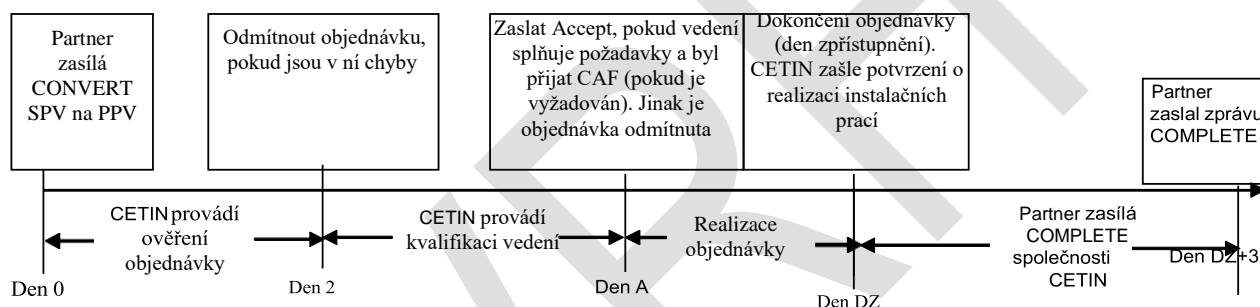 Partner
zasílá
CONVERT
SPV na PPV
Odmítnout objednávku,
pokud jsou v ní chyby
Zaslat Accept, pokud vedení
splňuje požadavky a byl
přijat CAF (pokud je
vyžadován). Jinak je
objednávka odmítnuta
Dokončení objednávky
(den zpřístupnění).
CETIN zašle potvrzení o
realizaci instalačních
prací
Partner
zaslal zprávu
COMPLETE
CETIN provádí
ověření
objednávky
CETIN provádí
kvalifikaci vedení
Realizace
objednávky
Partner zasílá
COMPLETE
společnosti
CETIN
Den 0
Den 2
Den A
Den DZ
Den DZ+3